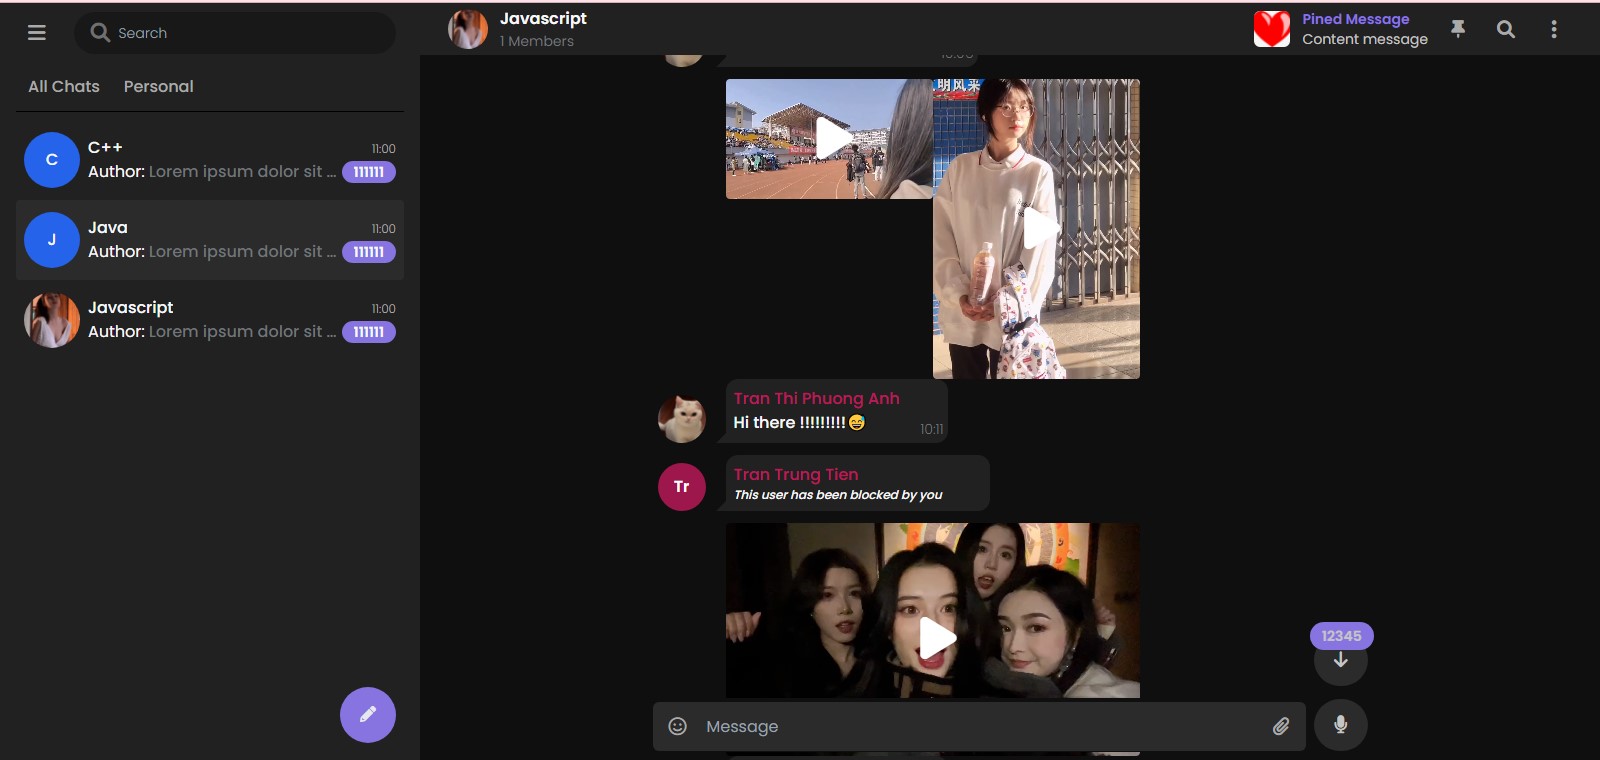 Search
All Chats Personal
C++
11:00
Author: Lorem ipsum dolor sit ...
111111
J
Java
11:00
Author: Lorem ipsum dolor sit ...
111111
C
Javascript
11:00
Author: Lorem ipsum dolor sit ...
111111
Javascript
1 Members
Pined Message
Content message
明风采
Tran Thi Phuong Anh
Hi there !!!!!!!!!😅
10:11
Tr
Tran Trung Tien
This user has been blocked by you
12345
Message